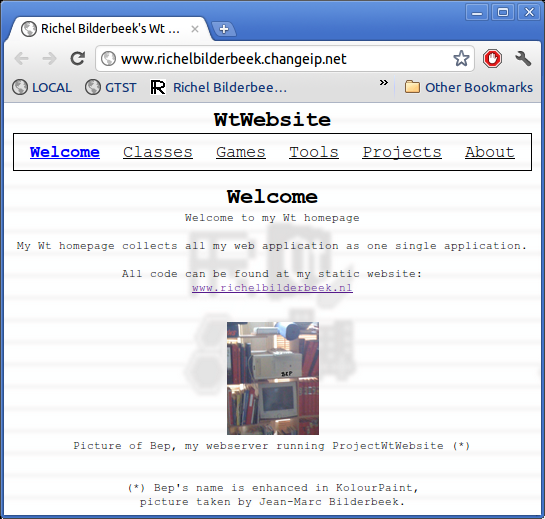 Richel Bilderbeek's Wt ...
www.richelbilderbeek.changeip.net
LOCAL GTST Richel Bilderbee... » Other Bookmarks
WtWebsite
Welcome Classes Games Tools Projects About
Welcome
Welcome to my Wt homepage
My Wt homepage collects all my web application as one single application.
All code can be found at my static website:
www.richelbilderbeek.nl
BEP
Picture of Bep, my webserver running ProjectWtWebsite (*)
(*) Bep's name is enhanced in KolourPaint,
picture taken by Jean-Marc Bilderbeek.